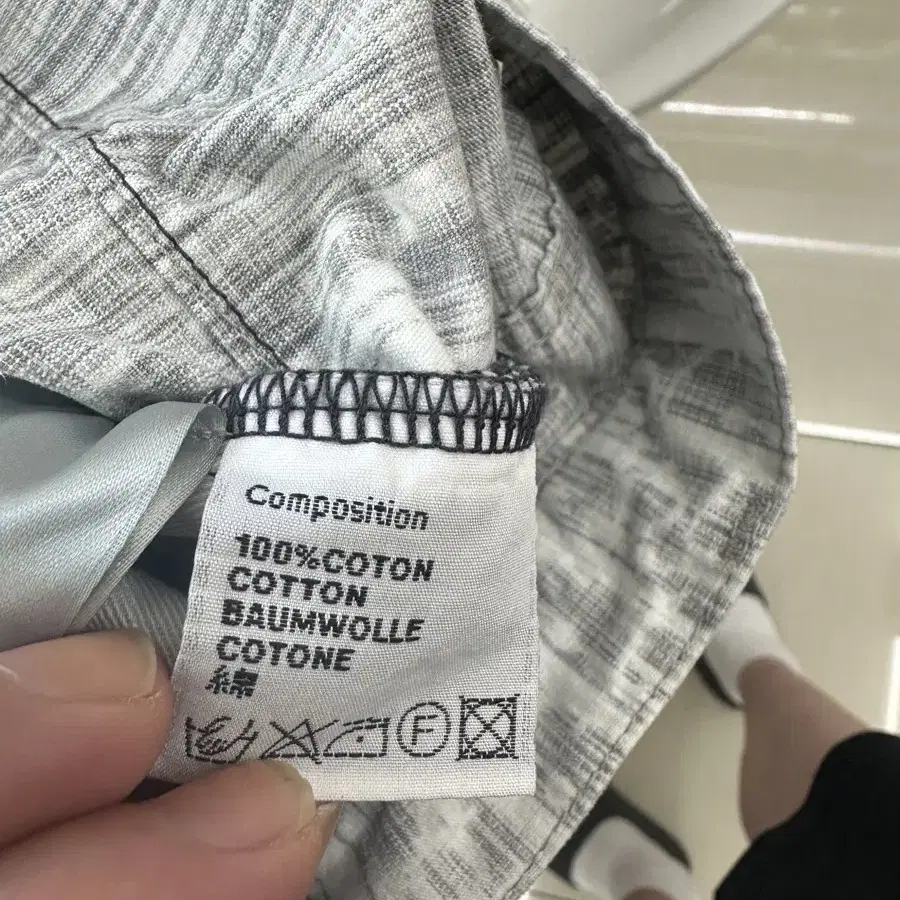 Composition
100%COTON
COTTON
BAUMWOLLE
COTONE
綿
F